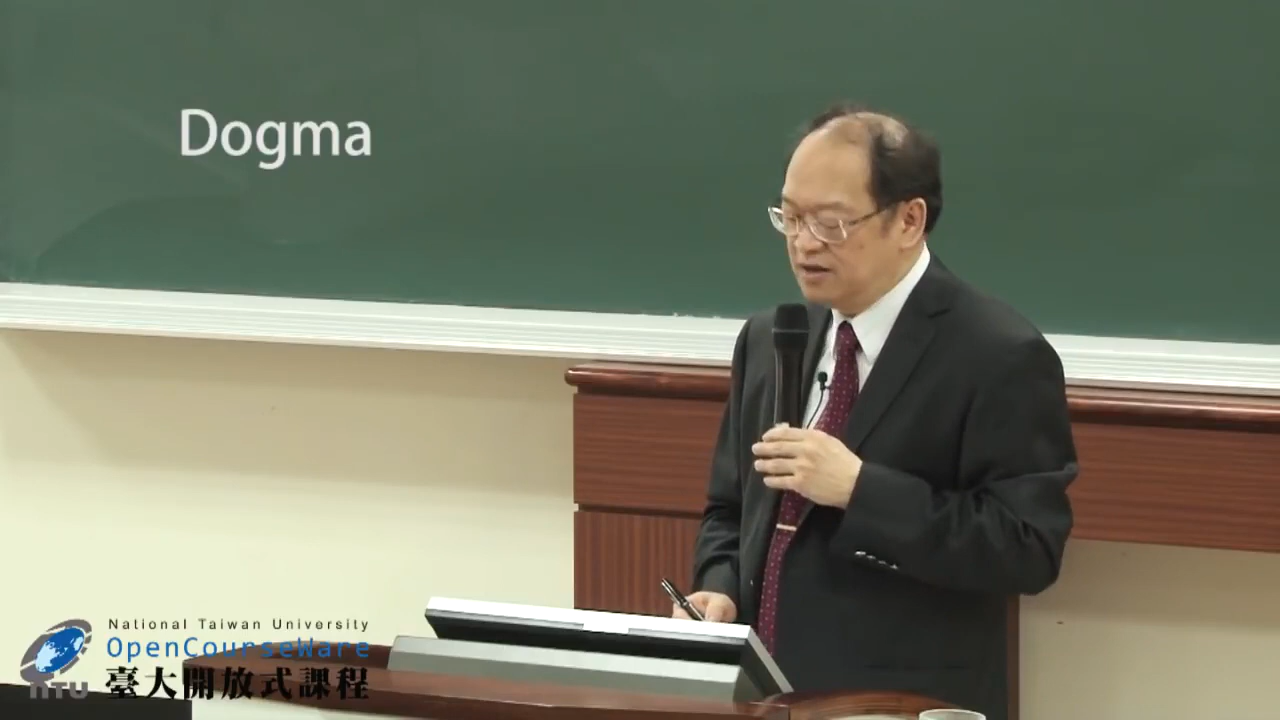 Dogma
National Taiwan University
OpenCourseWare
NTU
臺大開放式課程